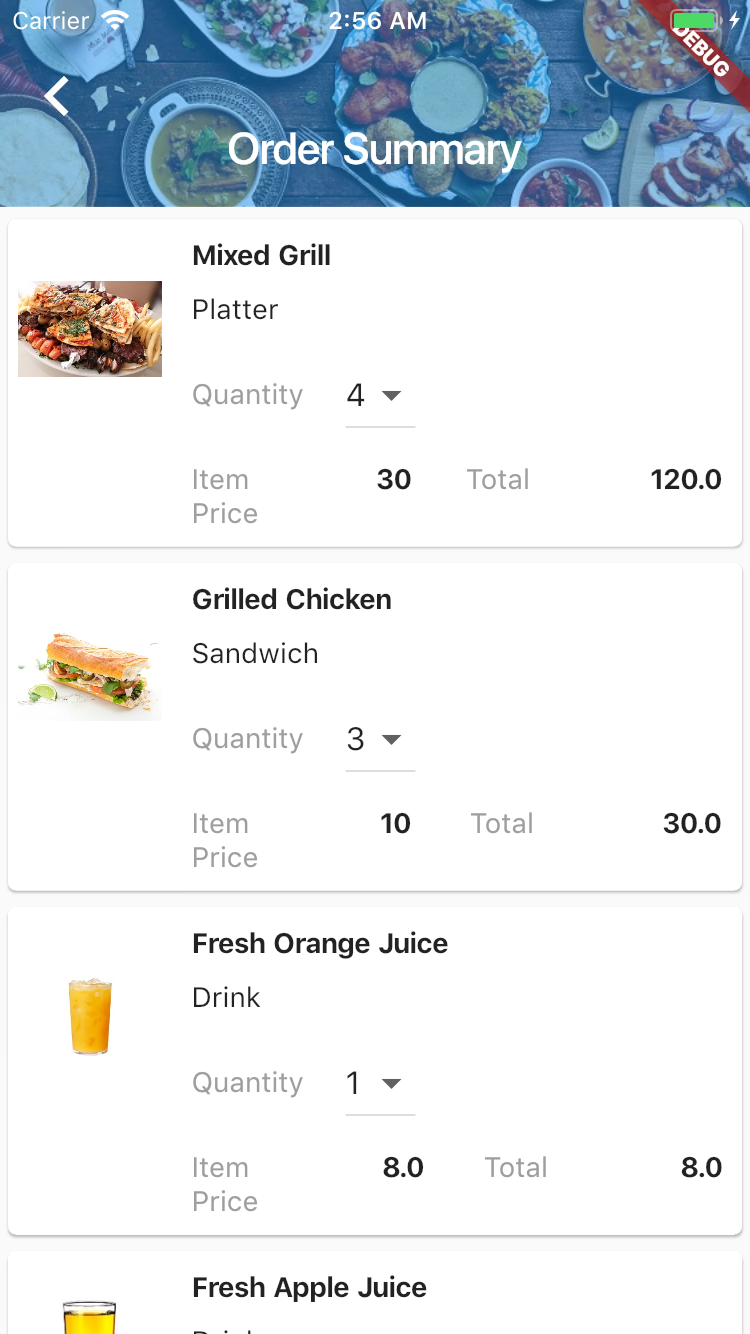 Carrier 2:56 AM
DEBUG
Order Summary
Mixed Grill
Platter
Quantity 4
Item Price 30 Total 120.0
Grilled Chicken
Sandwich
Quantity 3
Item Price 10 Total 30.0
Fresh Orange Juice
Drink
Quantity 1
Item Price 8.0 Total 8.0
Fresh Apple Juice